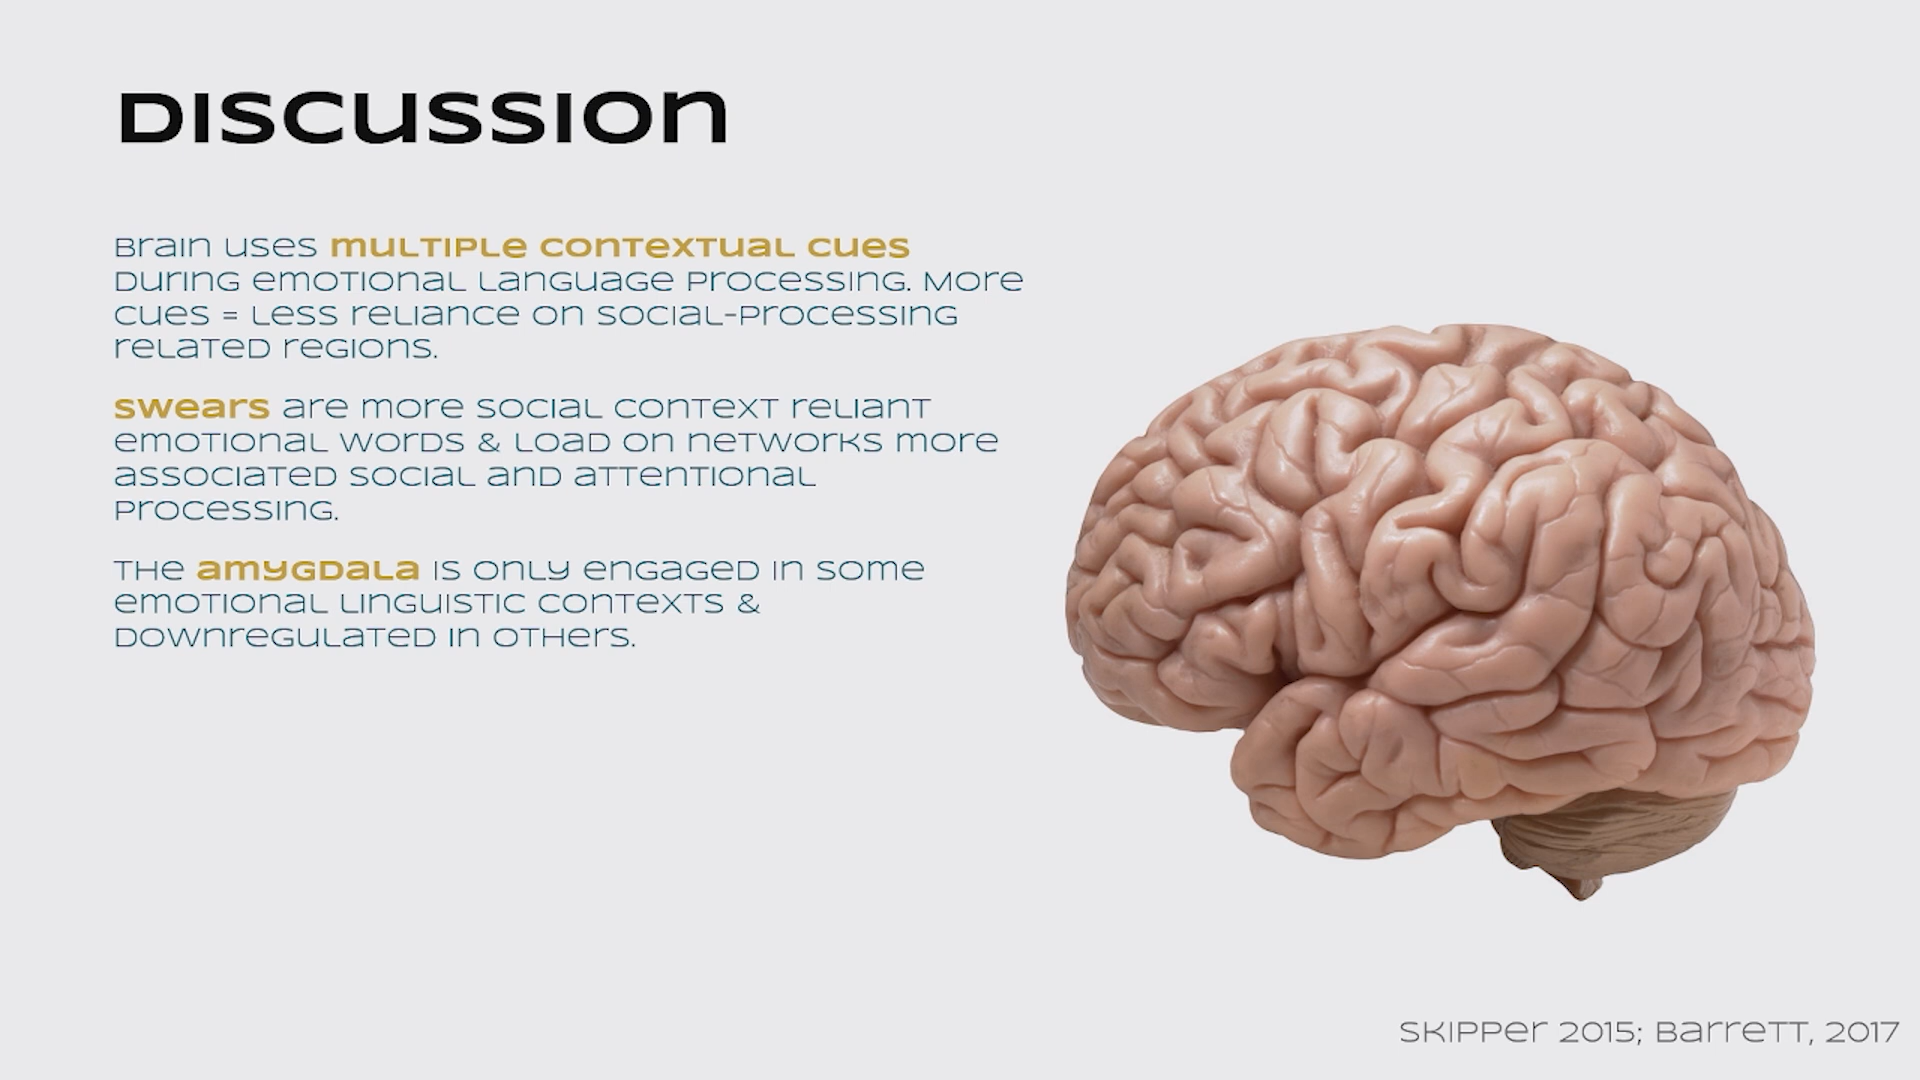 Discussion
Brain uses multiple contextual cues
during emotional language processing. More
cues = less reliance on social-processing
related regions.
Swears are more social context reliant
emotional words & load on networks more
associated social and attentional
processing.
The amygdala is only engaged in some
emotional linguistic contexts &
downregulated in others.
Skipper 2015; Barrett, 2017